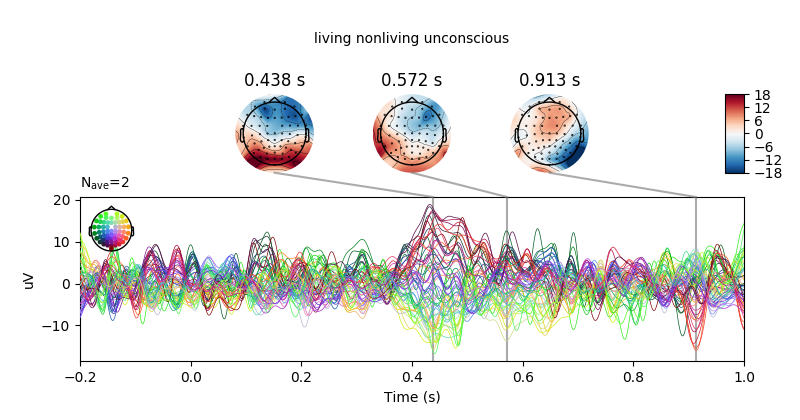 living nonliving unconscious
0.438 s 0.572 s 0.913 s
18
12
6
0
−6
−12
−18
Nave=2
20
10
0
−10
uV
−0.2 0.0 0.2 0.4 0.6 0.8 1.0
Time (s)